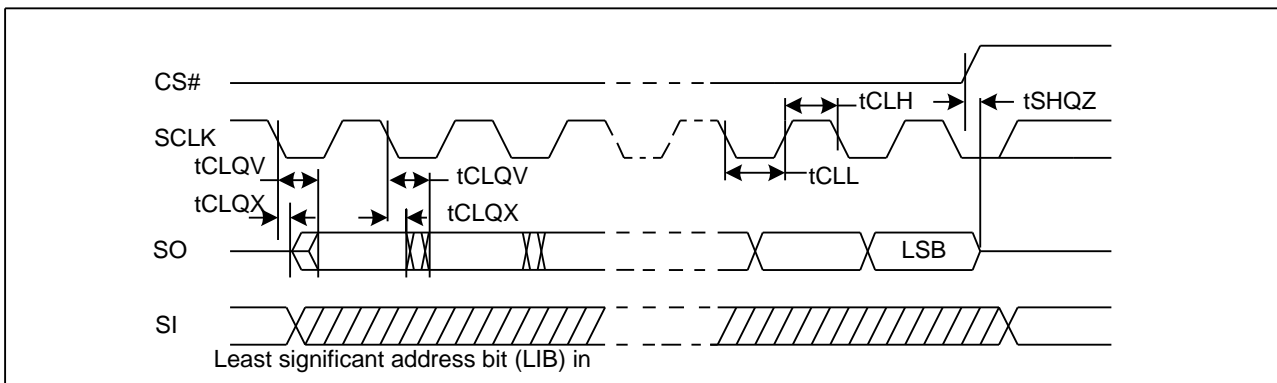 CS#
tCLH
tSHQZ
SCLK
tCLQV
tCLQV
tCLL
tCLQX
tCLQX
SO
LSB
SI
Least significant address bit (LIB) in